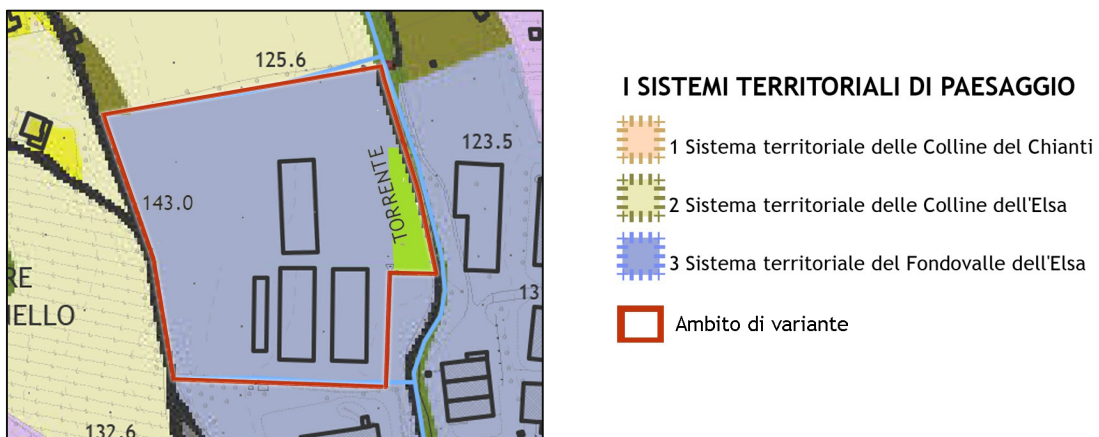 125.6
123.5
TORRENTE
143.0
RE
IELLO
13
132.6
I SISTEMI TERRITORIALI DI PAESAGGIO
1 Sistema territoriale delle Colline del Chianti
2 Sistema territoriale delle Colline dell'Elsa
3 Sistema territoriale del Fondovalle dell'Elsa
Ambito di variante